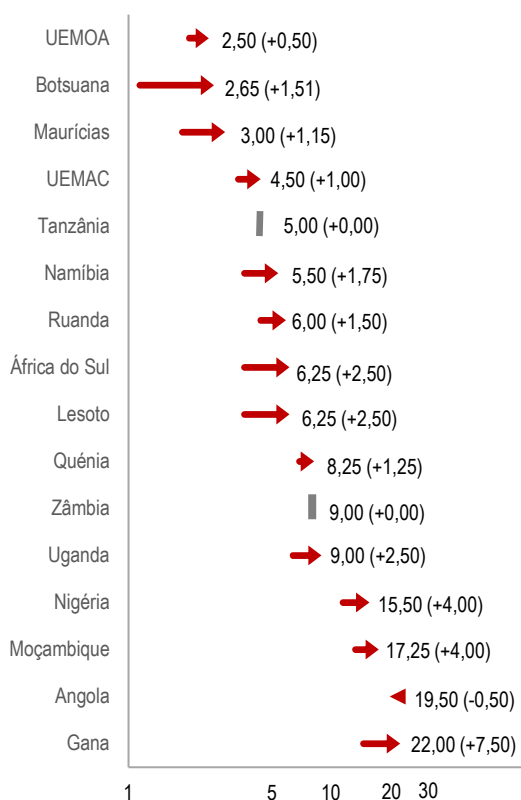 UEMOA 2,50 (+0,50)
Botsuana 2,65 (+1,51)
Maurícias 3,00 (+1,15)
UEMAC 4,50 (+1,00)
Tanzânia 5,00 (+0,00)
Namíbia 5,50 (+1,75)
Ruanda 6,00 (+1,50)
África do Sul 6,25 (+2,50)
Lesoto 6,25 (+2,50)
Quénia 8,25 (+1,25)
Zâmbia 9,00 (+0,00)
Uganda 9,00 (+2,50)
Nigéria 15,50 (+4,00)
Moçambique 17,25 (+4,00)
Angola 19,50 (-0,50)
Gana 22,00 (+7,50)
1 5 10 20 30